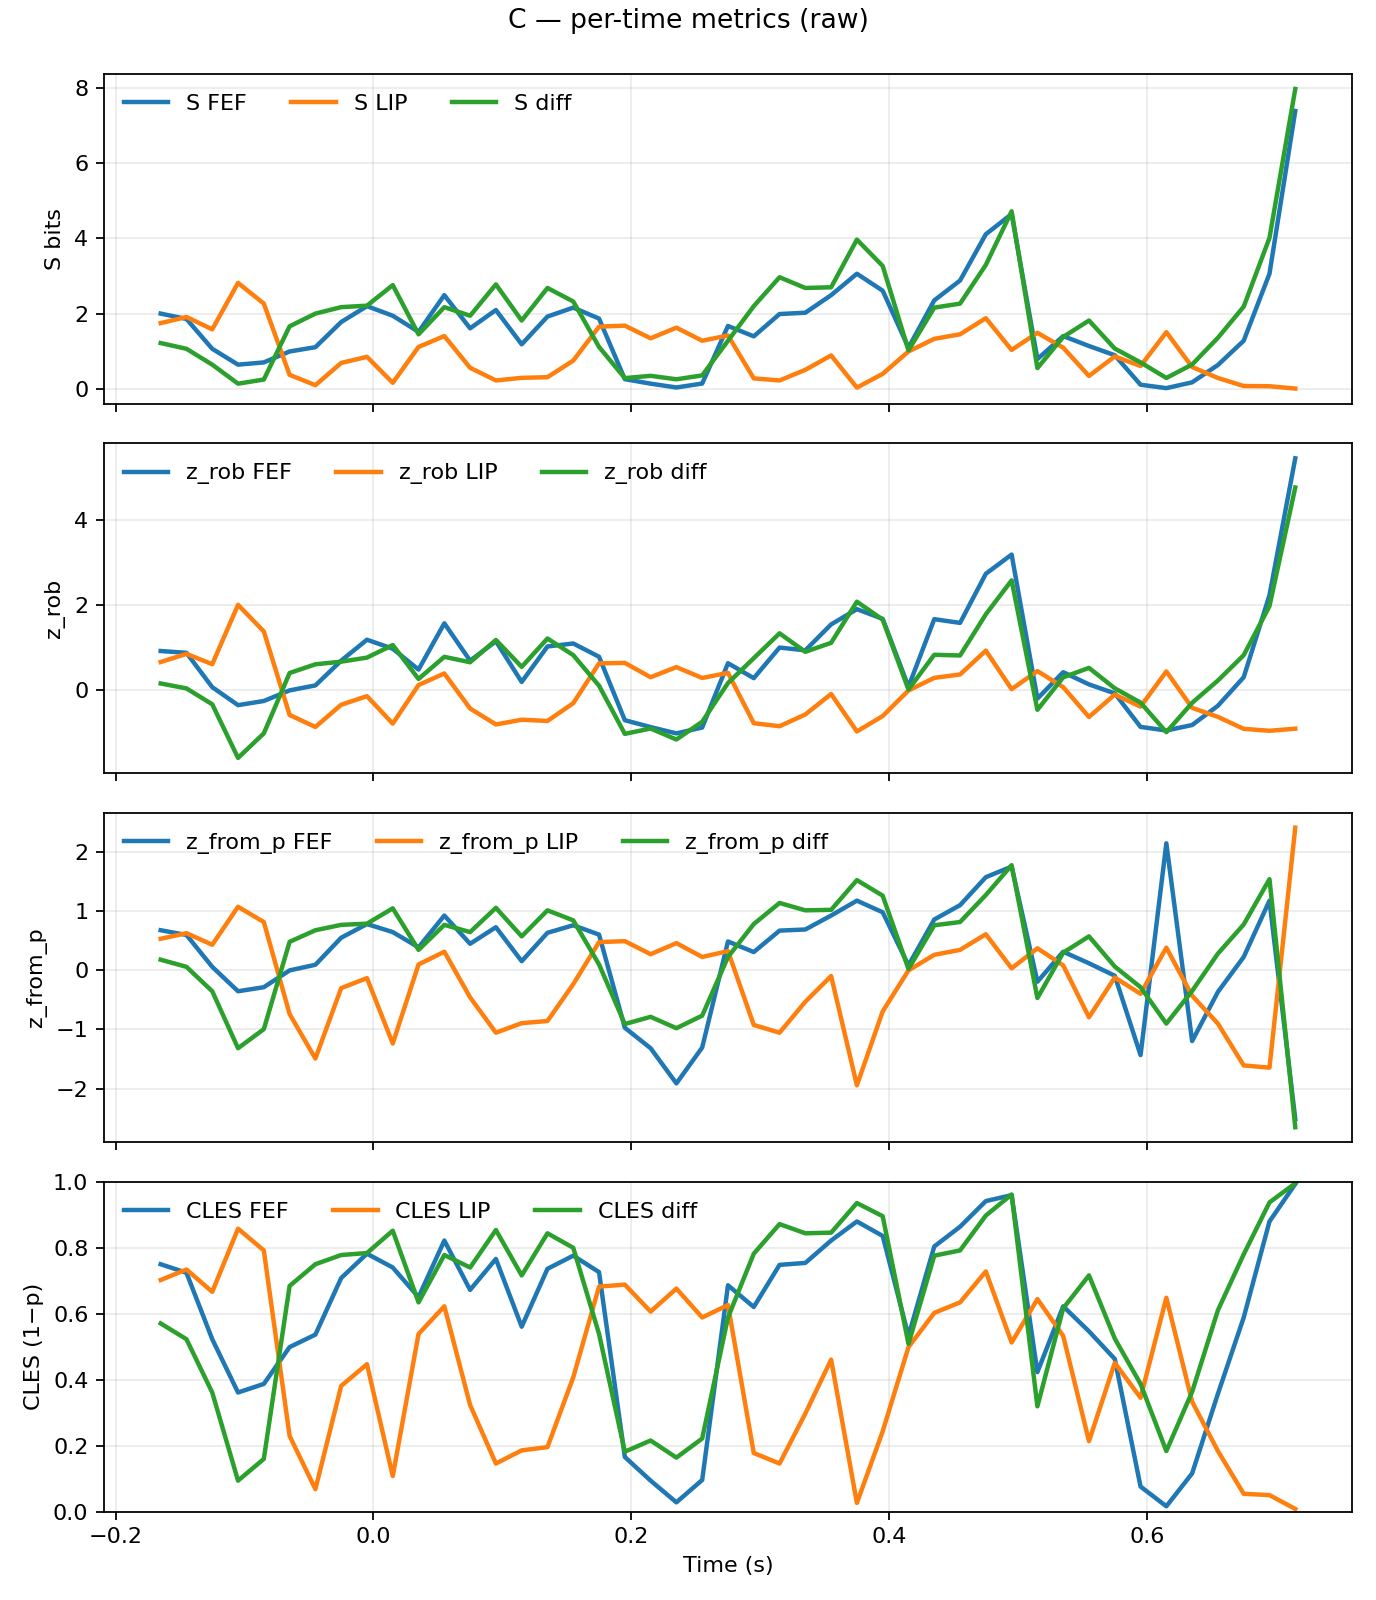 C — per-time metrics (raw)
S FEF S LIP S diff
8
6
4
2
0
S bits
z_rob FEF z_rob LIP z_rob diff
4
2
0
z_rob
z_from_p FEF z_from_p LIP z_from_p diff
2
1
0
−1
−2
z_from_p
CLES FEF CLES LIP CLES diff
1.0
0.8
0.6
0.4
0.2
0.0
CLES (1−p)
−0.2 0.0 0.2 0.4 0.6
Time (s)